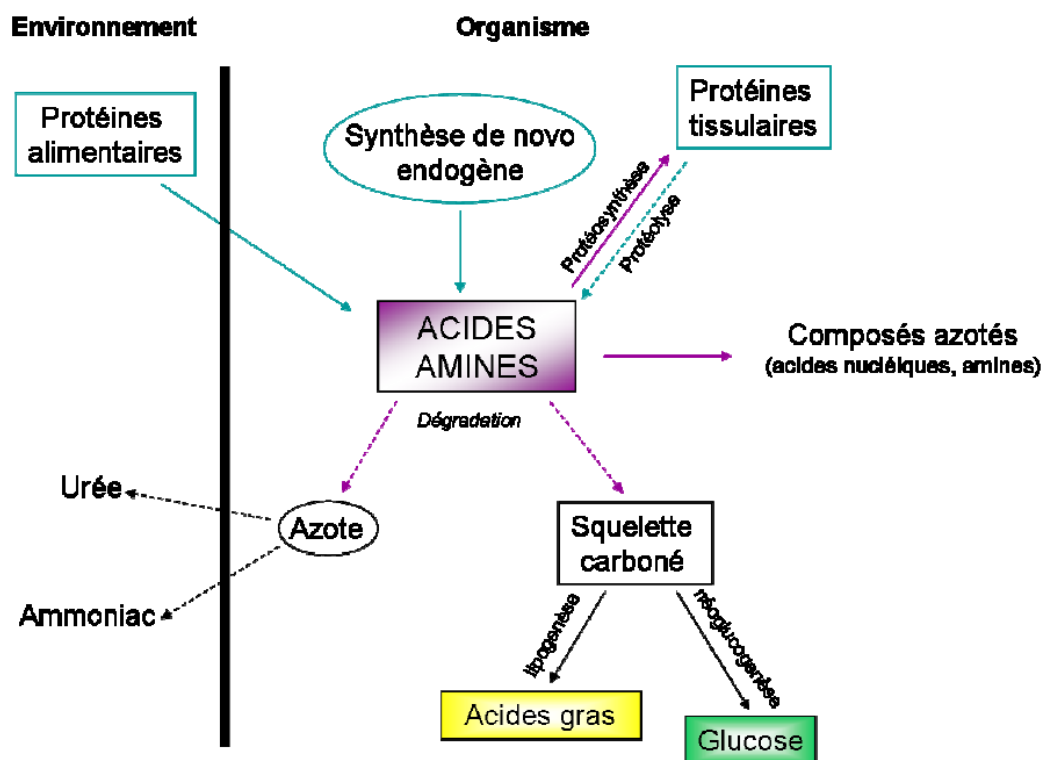 Environnement
Organisme
Protéines
alimentaires
Synthèse de novo
endogène
Protéines
tissulaires
Protéosynthèse
Protéolyse
ACIDES
AMINES
Composés azotés
(acides nucléiques, amines)
Dégradation
Urée
Azote
Squelette
carboné
Ammoniac
lipogenèse
néoglucogenèse
Acides gras
Glucose